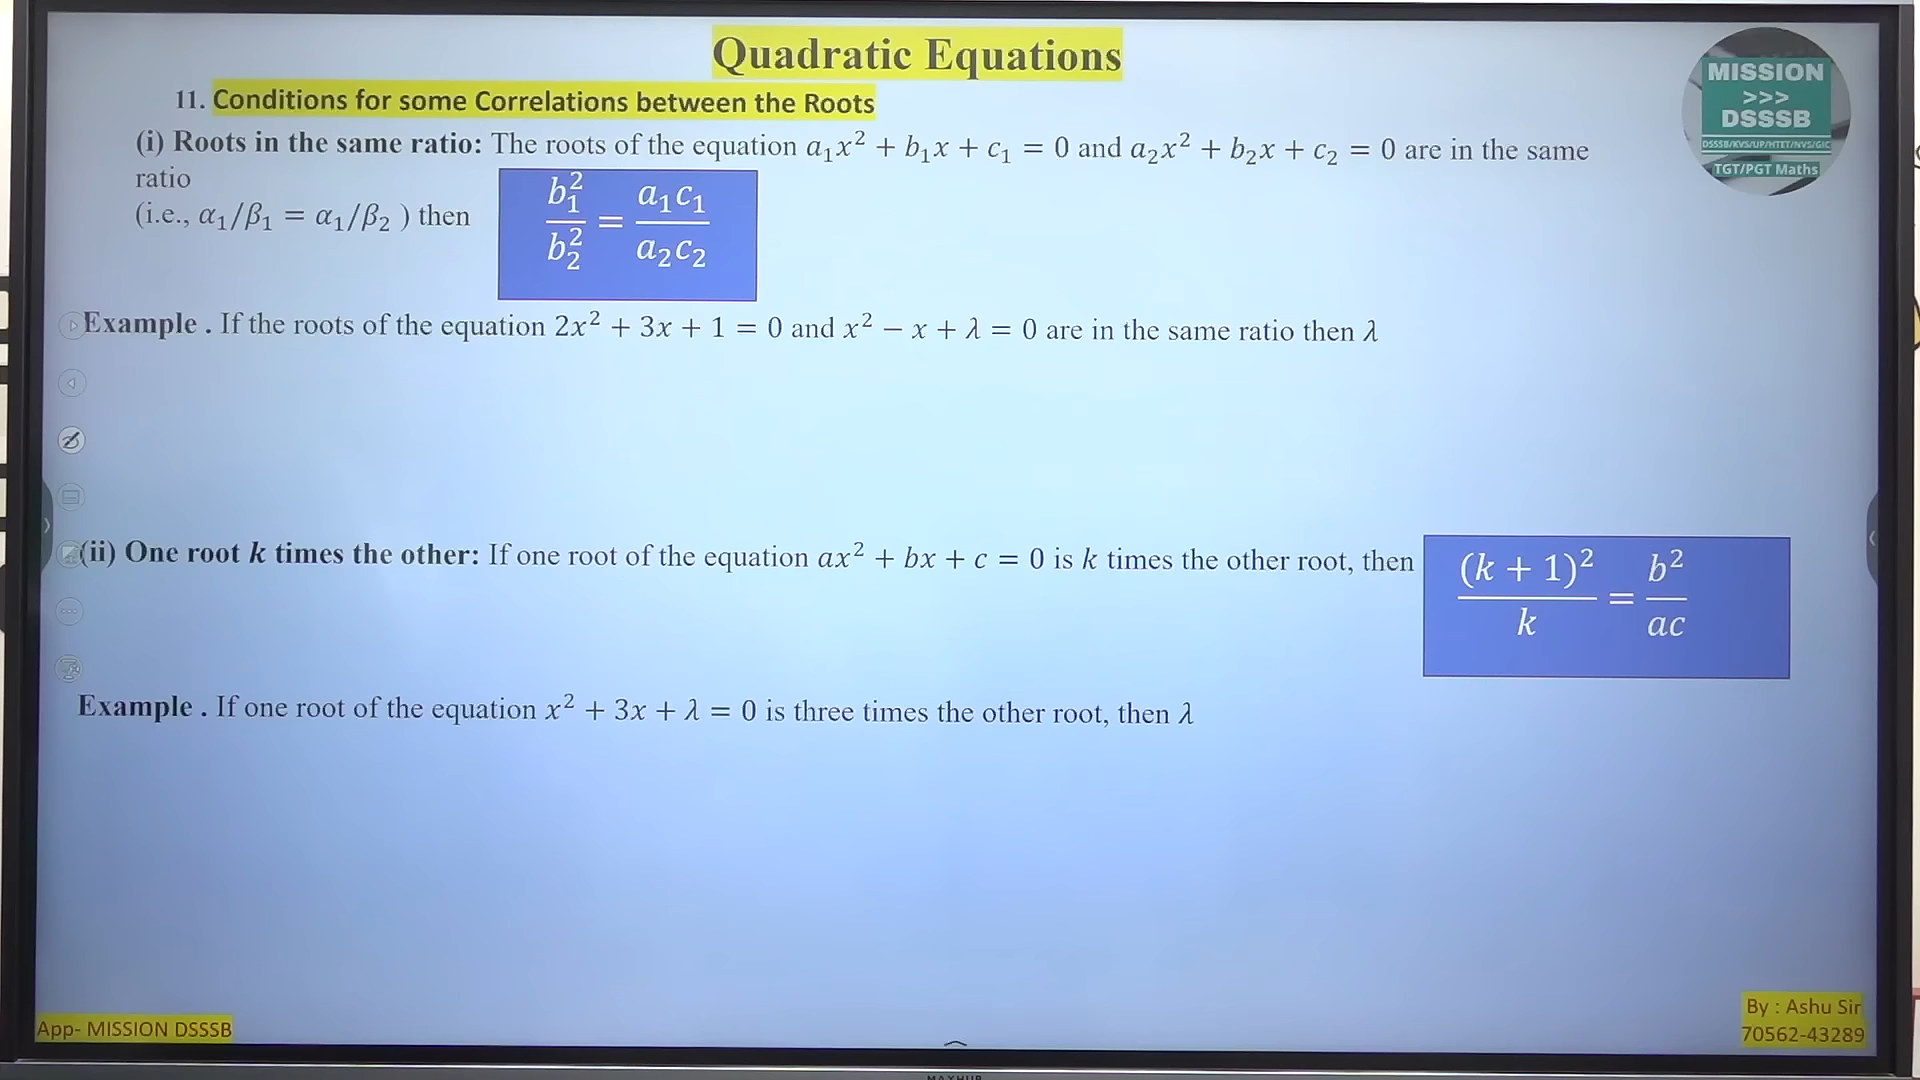 Quadratic Equations
MISSION
>>>
DSSSB
DSSSB/KVS/UP/HTET/NVS/GIC
TGT/PGT Maths
11. Conditions for some Correlations between the Roots
(i) Roots in the same ratio: The roots of the equation a₁x² + b₁x + c₁ = 0 and a₂x² + b₂x + c₂ = 0 are in the same
ratio
(i.e., α₁/β₁ = α₁/β₂ ) then b₁²/b₂² = a₁c₁/a₂c₂
Example . If the roots of the equation 2x² + 3x + 1 = 0 and x² − x + λ = 0 are in the same ratio then λ
(ii) One root k times the other: If one root of the equation ax² + bx + c = 0 is k times the other root, then (k + 1)²/k = b²/ac
Example . If one root of the equation x² + 3x + λ = 0 is three times the other root, then λ
App- MISSION DSSSB
By : Ashu Sir
70562-43289